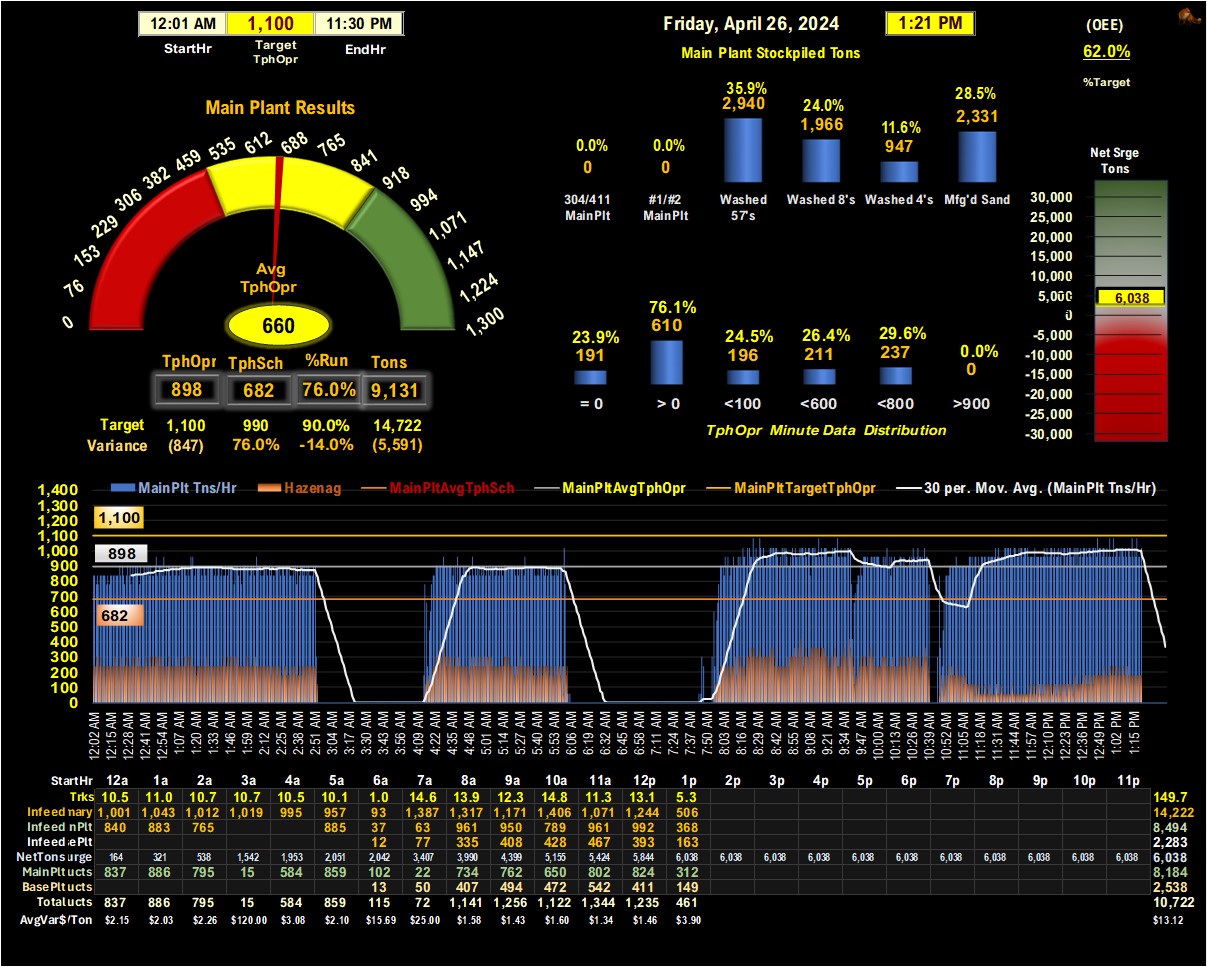 12:01 AM 1,100 11:30 PM
StartHr Target TphOpr EndHr
Friday, April 26, 2024 1:21 PM
Main Plant Stockpiled Tons
(OEE)
62.0%
%Target
Main Plant Results
0 76 153 229 306 382 459 535 612 688 765 841 918 994 1,071 1,147 1,224 1,300
Avg
TphOpr
660
TphOpr TphSch %Run Tons
898 682 76.0% 9,131
Target 1,100 990 90.0% 14,722
Variance (847) 76.0% -14.0% (5,591)
0.0% 0.0% 35.9% 24.0% 11.6% 28.5%
0 0 2,940 1,966 947 2,331
304/411 #1/#2 Washed Washed 8's Washed 4's Mfg'd Sand
MainPlt MainPlt 57's
23.9% 76.1% 24.5% 26.4% 29.6% 0.0%
191 610 196 211 237 0
= 0 > 0 <100 <600 <800 >900
TphOpr Minute Data Distribution
Net Srge
Tons
30,000
25,000
20,000
15,000
10,000
5,000
6,038
0
-5,000
-10,000
-15,000
-20,000
-25,000
-30,000
MainPlt Tns/Hr Hazenag MainPltAvgTphSch MainPltAvgTphOpr MainPltTargetTphOpr 30 per. Mov. Avg. (MainPlt Tns/Hr)
1,400
1,300
1,200
1,100
1,000
900
800
700
600
500
400
300
200
100
0
1,100
898
682
12:02 AM 12:15 AM 12:28 AM 12:41 AM 12:54 AM 1:07 AM 1:20 AM 1:33 AM 1:46 AM 1:59 AM 2:12 AM 2:25 AM 2:38 AM 2:51 AM 3:04 AM 3:17 AM 3:30 AM 3:43 AM 3:56 AM 4:09 AM 4:22 AM 4:35 AM 4:48 AM 5:01 AM 5:14 AM 5:27 AM 5:40 AM 5:53 AM 6:06 AM 6:19 AM 6:32 AM 6:45 AM 6:58 AM 7:11 AM 7:24 AM 7:37 AM 7:50 AM 8:03 AM 8:16 AM 8:29 AM 8:42 AM 8:55 AM 9:08 AM 9:21 AM 9:34 AM 9:47 AM 10:00 AM 10:13 AM 10:26 AM 10:39 AM 10:52 AM 11:05 AM 11:18 AM 11:31 AM 11:44 AM 11:57 AM 12:10 PM 12:23 PM 12:36 PM 12:49 PM 1:02 PM 1:15 PM
StartHr 12a 1a 2a 3a 4a 5a 6a 7a 8a 9a 10a 11a 12p 1p 2p 3p 4p 5p 6p 7p 8p 9p 10p 11p
Trks 10.5 11.0 10.7 10.7 10.5 10.1 1.0 14.6 13.9 12.3 14.8 11.3 13.1 5.3 149.7
Infeed mary 1,001 1,043 1,012 1,019 995 957 93 1,387 1,317 1,171 1,406 1,071 1,244 506 14,222
Infeed nPlt 840 883 765 885 37 63 961 950 789 961 992 368 8,494
Infeed ePlt 12 77 335 408 428 467 393 163 2,283
NetTons urge 164 321 538 1,542 1,953 2,051 2,042 3,407 3,990 4,399 5,155 5,424 5,844 6,038 6,038 6,038 6,038 6,038 6,038 6,038 6,038 6,038 6,038 6,038 6,038
MainPlt ucts 837 886 795 15 584 859 102 22 734 762 650 802 824 312 8,184
BasePlt ucts 13 50 407 494 472 542 411 149 2,538
Total ucts 837 886 795 15 584 859 115 72 1,141 1,256 1,122 1,344 1,235 461 10,722
AvgVar$/Ton $2.15 $2.03 $2.26 $120.00 $3.08 $2.10 $15.69 $25.00 $1.58 $1.43 $1.60 $1.34 $1.46 $3.90 $13.12